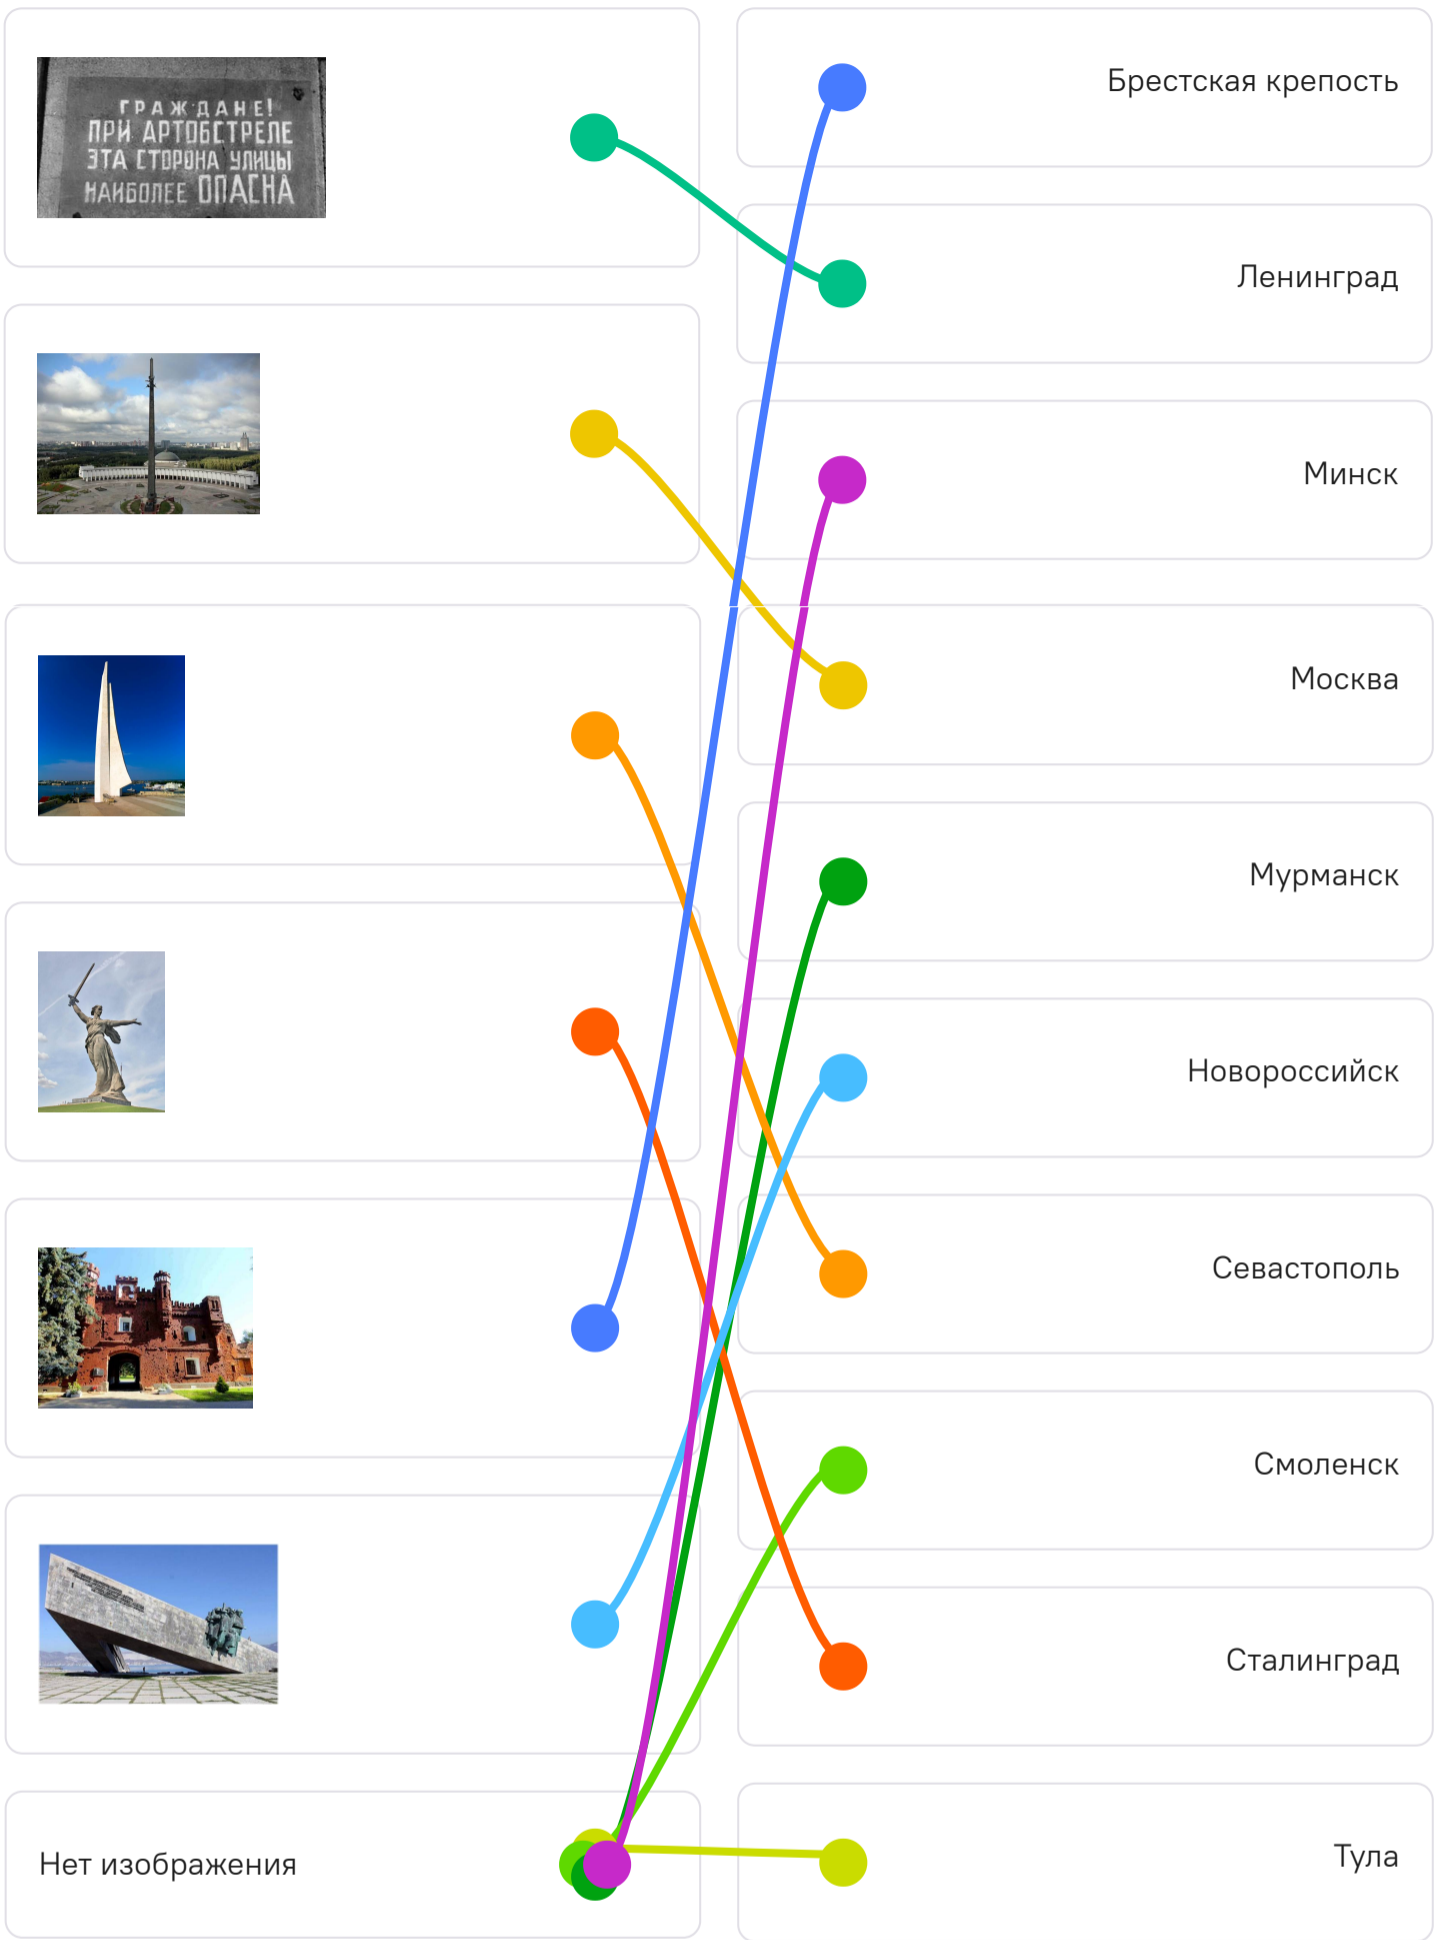 ГРАЖДАНЕ!
ПРИ АРТОБСТРЕЛЕ
ЭТА СТОРОНА УЛИЦЫ
НАИБОЛЕЕ ОПАСНА
Нет изображения
Брестская крепость
Ленинград
Минск
Москва
Мурманск
Новороссийск
Севастополь
Смоленск
Сталинград
Тула